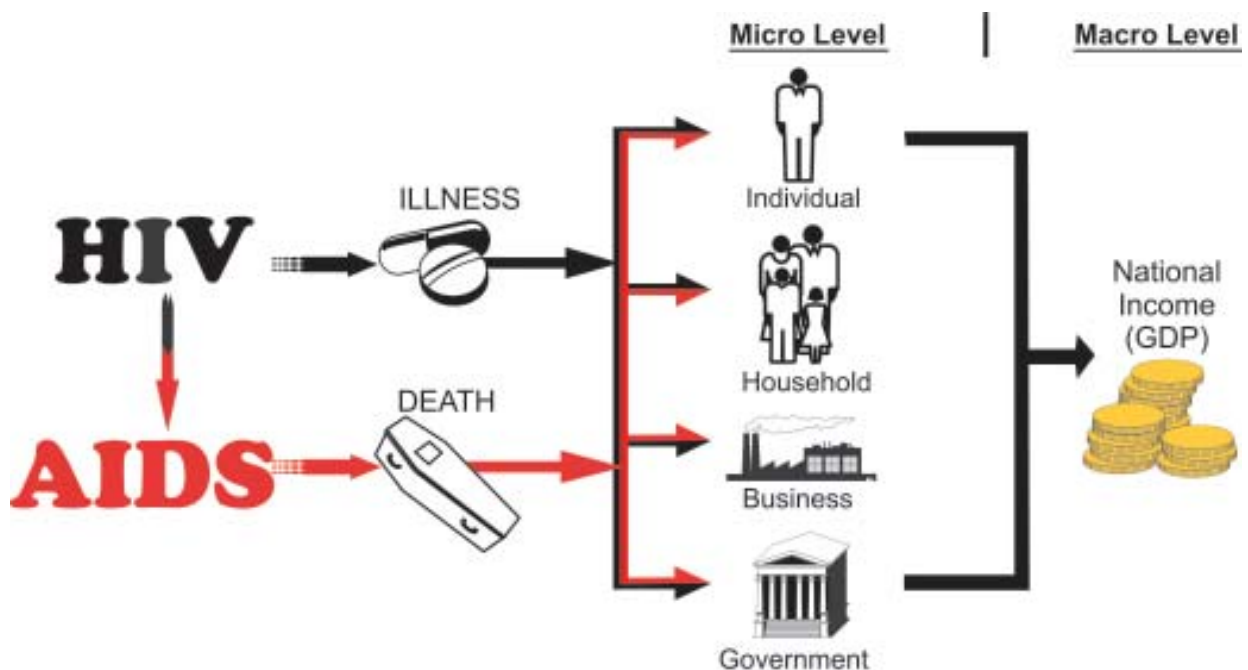 Micro Level
Macro Level
Individual
ILLNESS
HIV
Household
National
Income
(GDP)
DEATH
AIDS
Business
Government